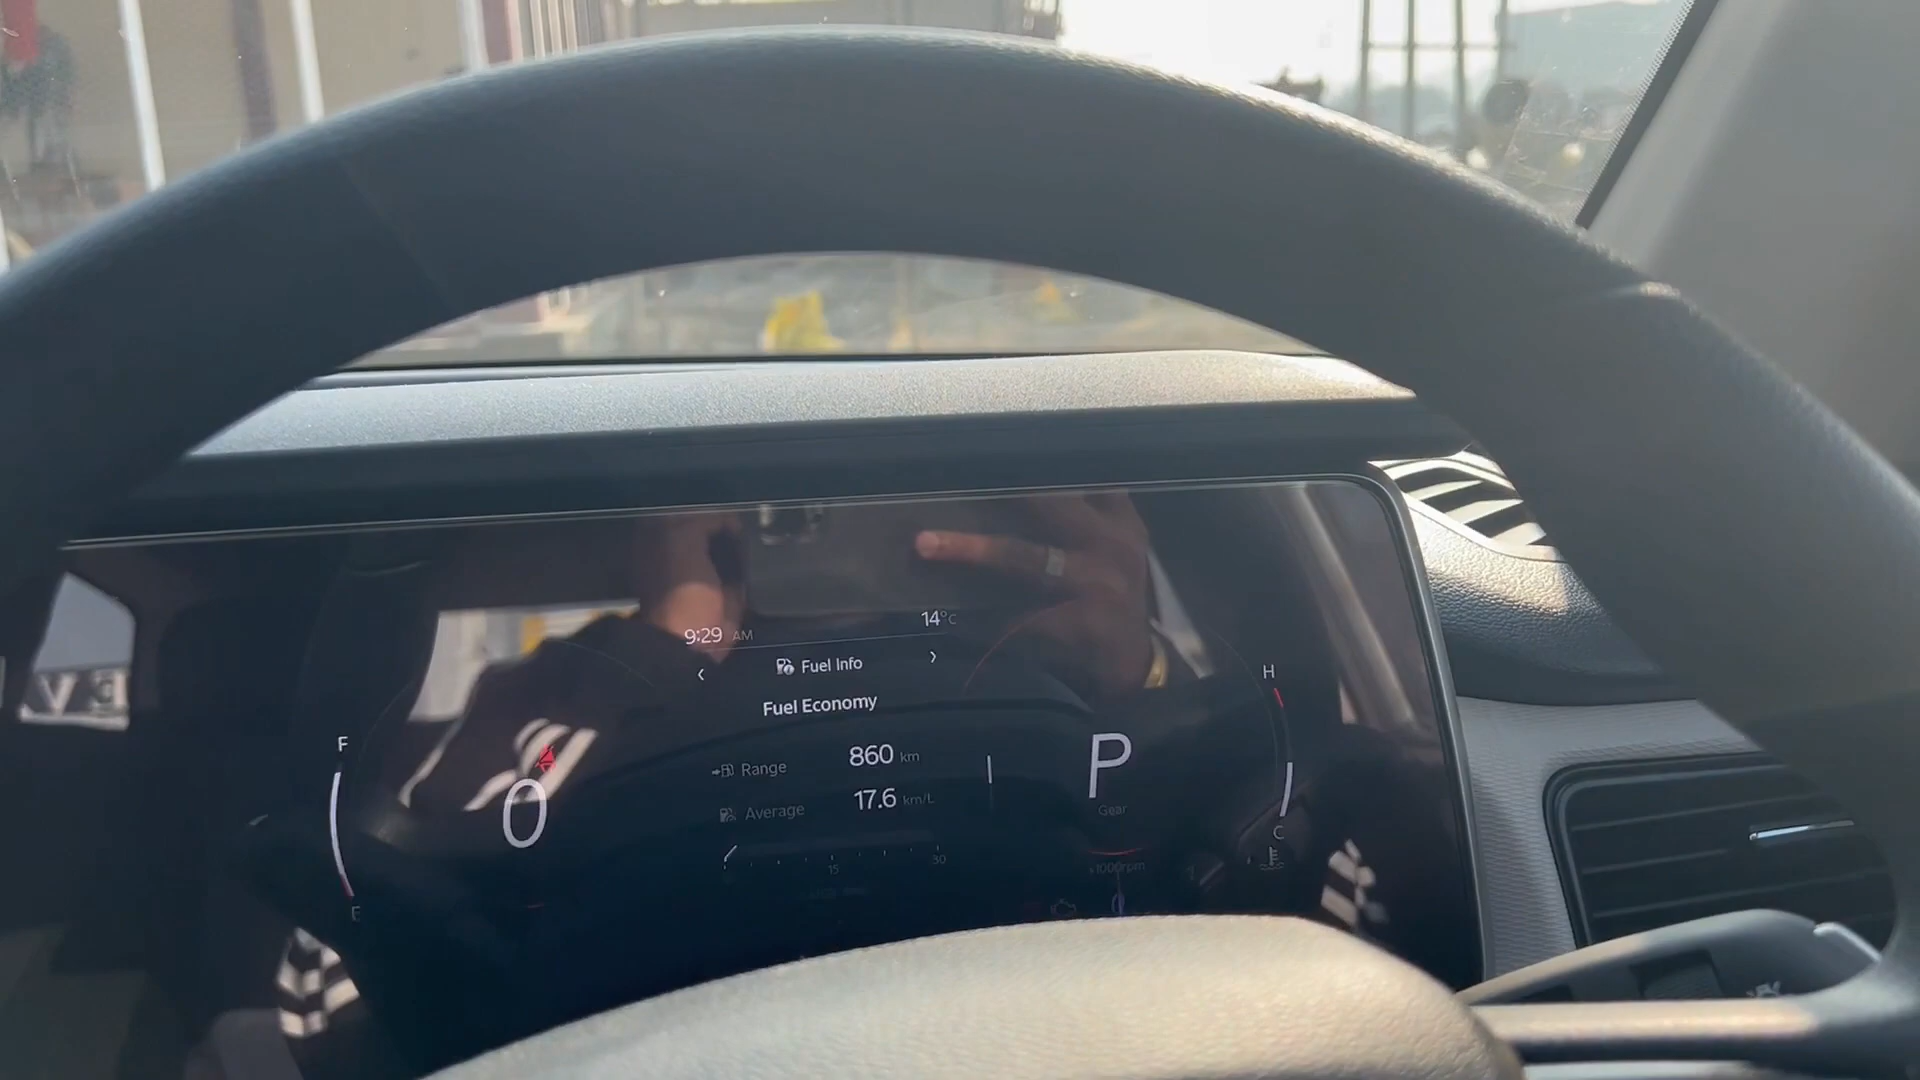 9:29 AM 14°C
‹ Fuel Info ›
Fuel Economy
Range 860 km
Average 17.6 km/L
15 30
F
E
0
P
Gear
x1000rpm
0
H
C